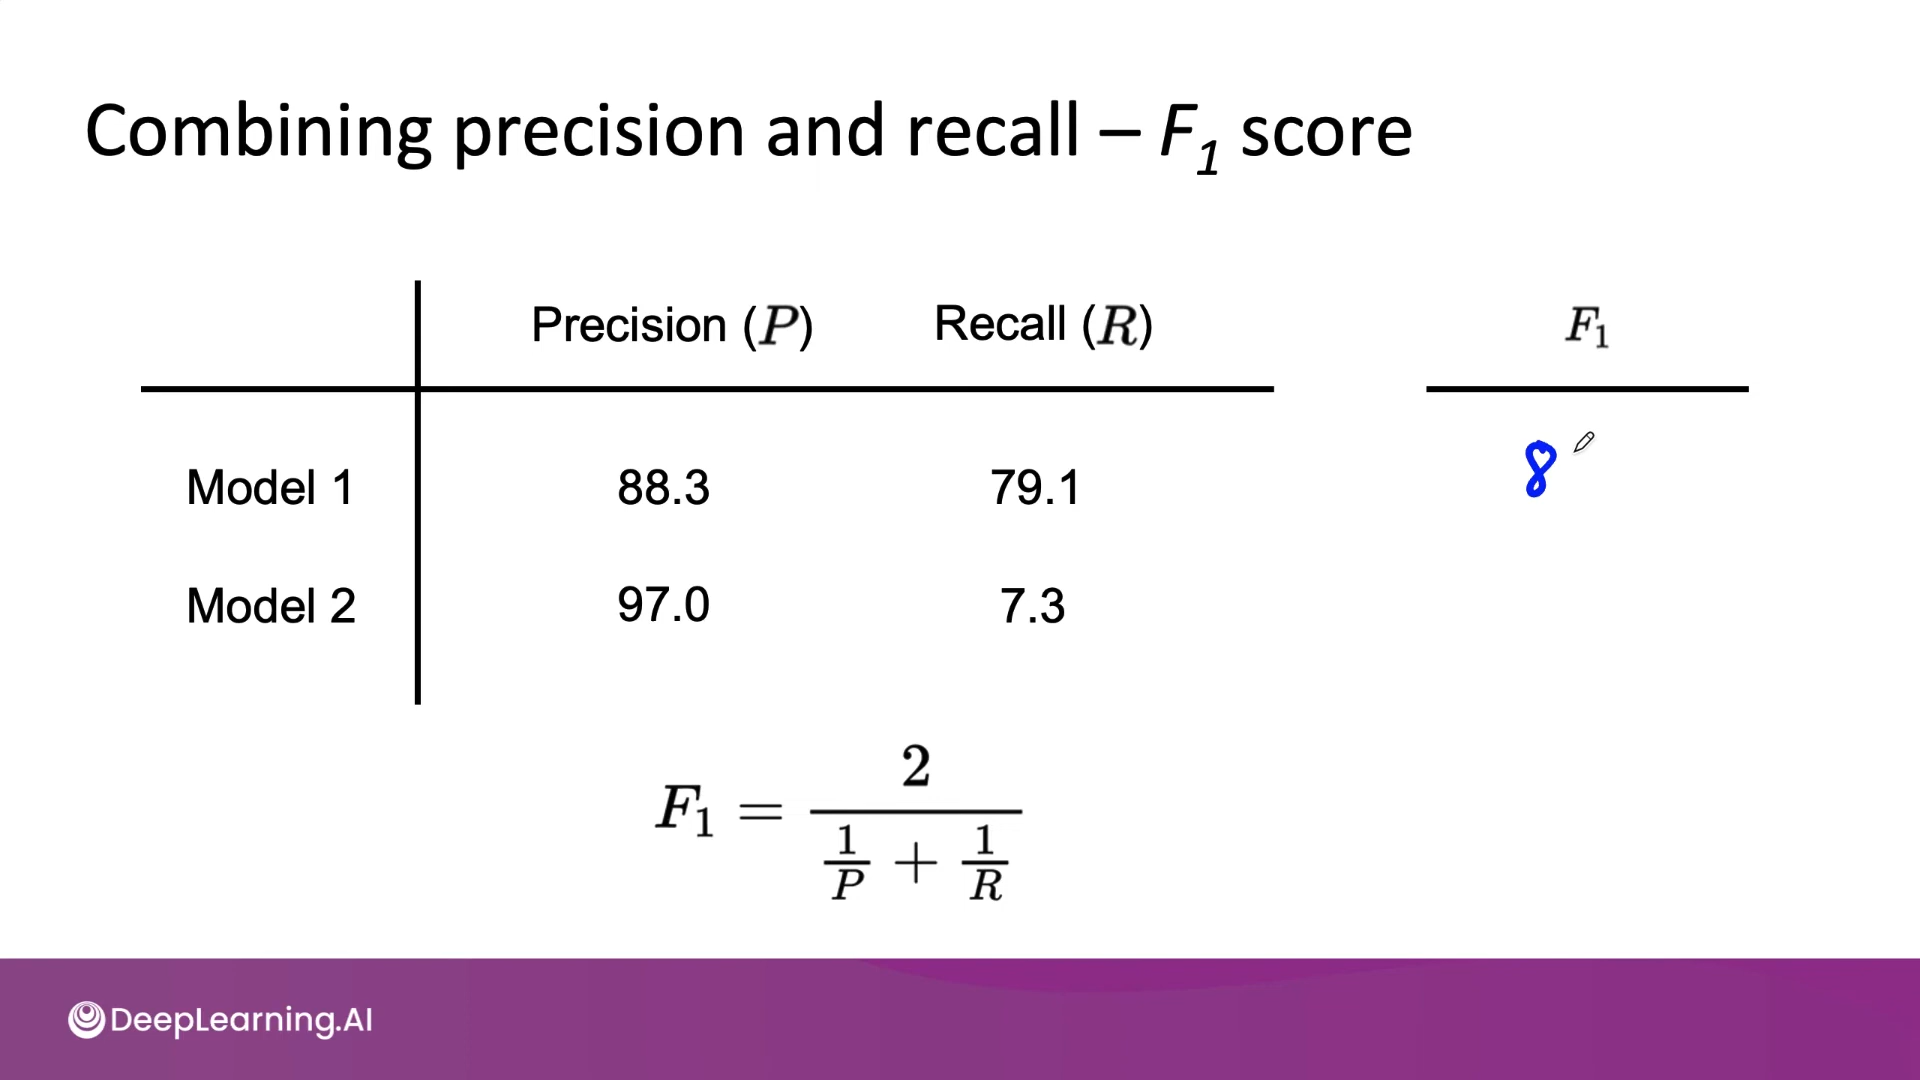 Combining precision and recall – F₁ score
Precision (P) Recall (R) F₁
Model 1 88.3 79.1 8
Model 2 97.0 7.3
F₁ = 2 / (1/P + 1/R)
DeepLearning.AI